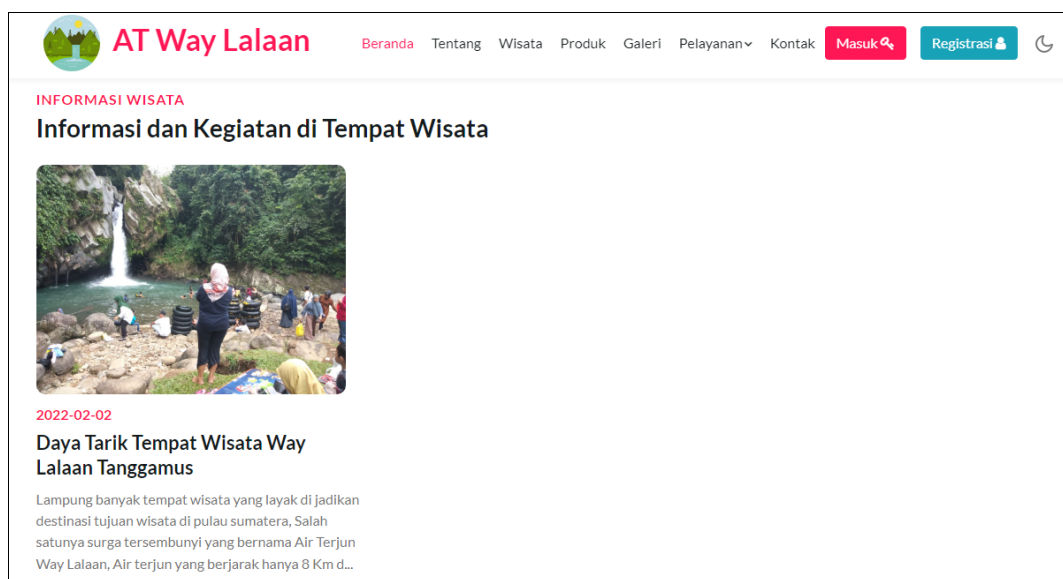 AT Way Lalaan
Beranda Tentang Wisata Produk Galeri Pelayanan Kontak Masuk Registrasi
INFORMASI WISATA
Informasi dan Kegiatan di Tempat Wisata
2022-02-02
Daya Tarik Tempat Wisata Way
Lalaan Tanggamus
Lampung banyak tempat wisata yang layak di jadikan
destinasi tujuan wisata di pulau sumatera, Salah
satunya surga tersembunyi yang bernama Air Terjun
Way Lalaan, Air terjun yang berjarak hanya 8 Km d...